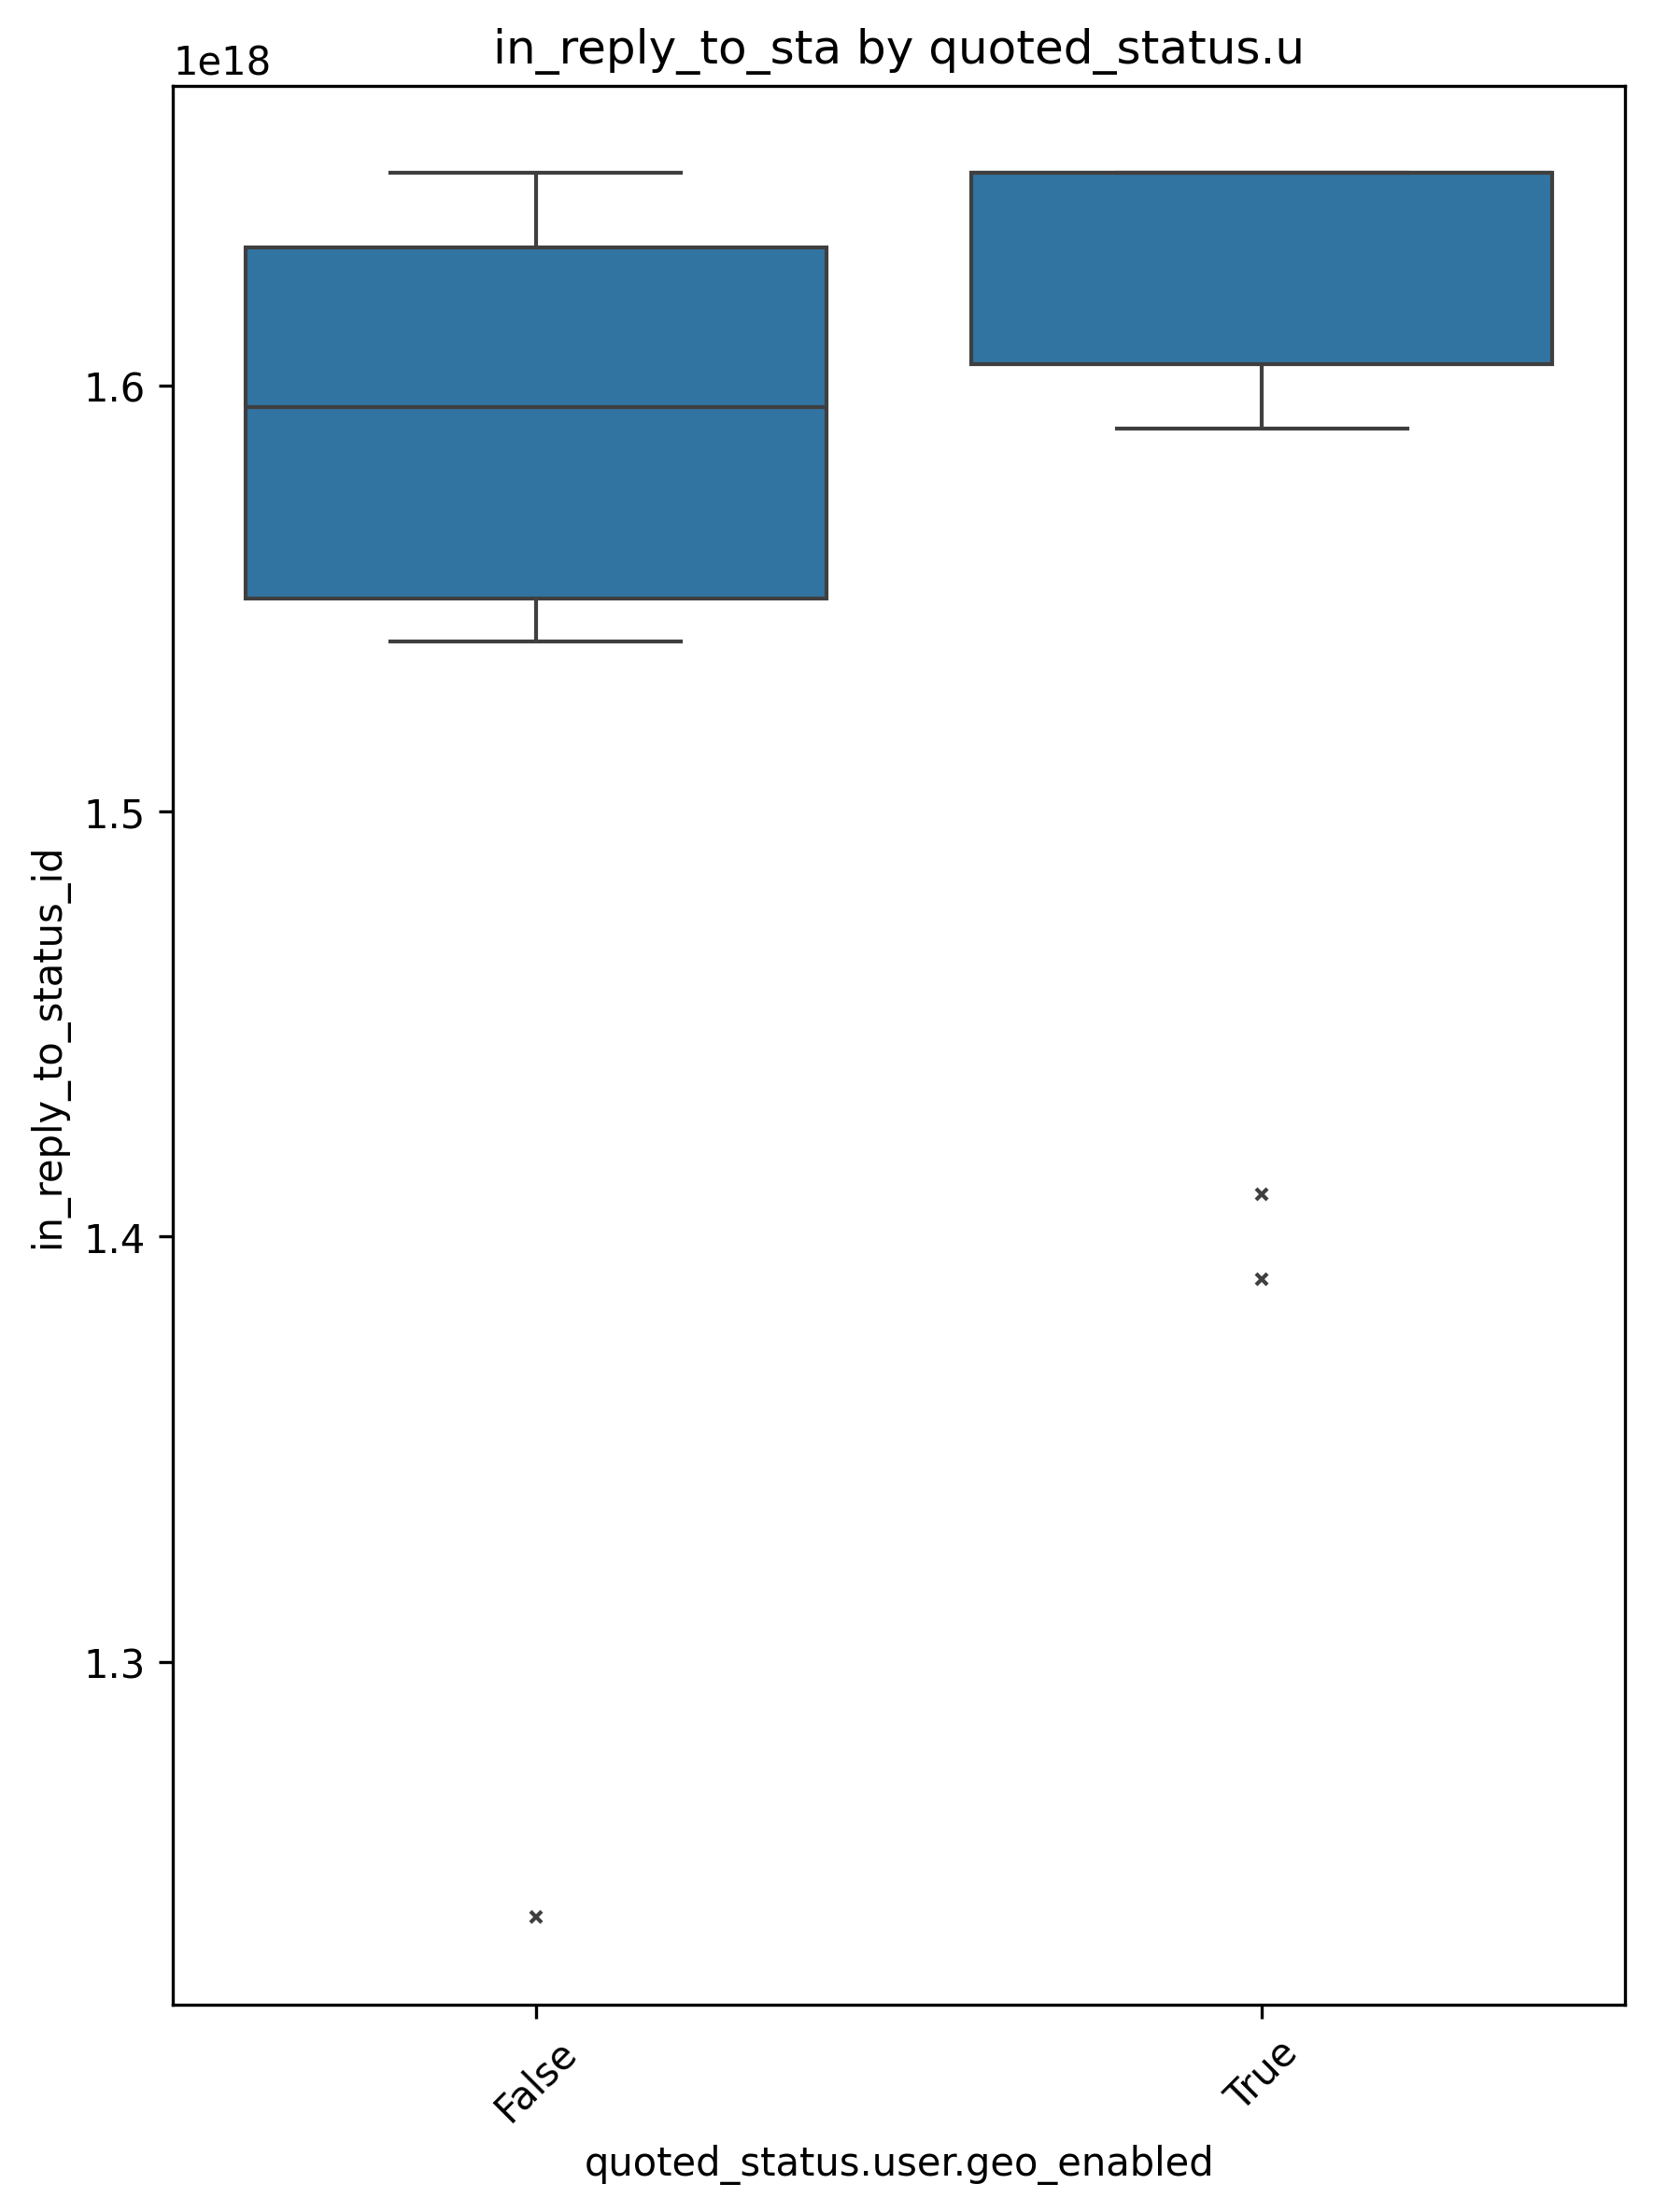 in_reply_to_sta by quoted_status.u
1e18
1.6
1.5
1.4
1.3
in_reply_to_status_id
False
True
quoted_status.user.geo_enabled